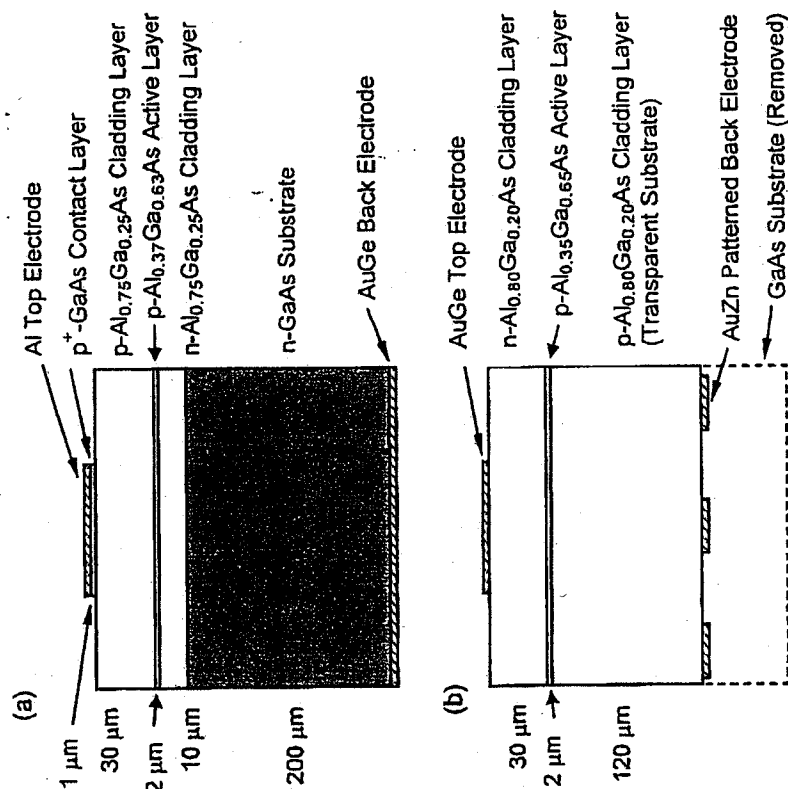 (a)
Al Top Electrode
p⁺-GaAs Contact Layer
p-Al₀.₇₅Ga₀.₂₅As Cladding Layer
p-Al₀.₃₇Ga₀.₆₃As Active Layer
n-Al₀.₇₅Ga₀.₂₅As Cladding Layer
n-GaAs Substrate
AuGe Back Electrode
1 μm
30 μm
2 μm
10 μm
200 μm
(b)
AuGe Top Electrode
n-Al₀.₈₀Ga₀.₂₀As Cladding Layer
p-Al₀.₃₅Ga₀.₆₅As Active Layer
p-Al₀.₈₀Ga₀.₂₀As Cladding Layer
(Transparent Substrate)
AuZn Patterned Back Electrode
GaAs Substrate (Removed)
30 μm
2 μm
120 μm